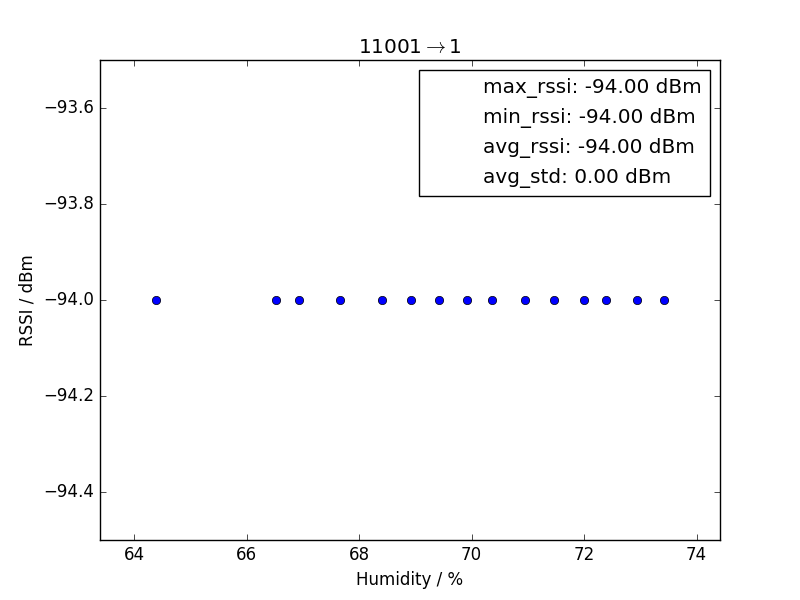 11001→1
max_rssi: -94.00 dBm
min_rssi: -94.00 dBm
avg_rssi: -94.00 dBm
avg_std: 0.00 dBm
RSSI / dBm
−93.6
−93.8
−94.0
−94.2
−94.4
64 66 68 70 72 74
Humidity / %